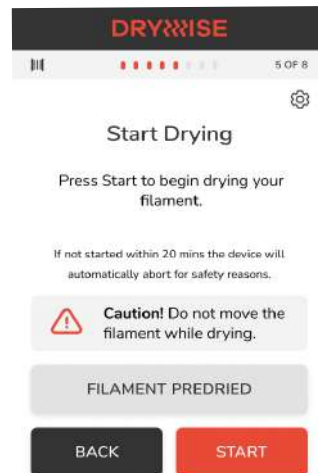 DRYWISE
5 OF 8
Start Drying
Press Start to begin drying your
filament.
If not started within 20 mins the device will
automatically abort for safety reasons.
Caution! Do not move the
filament while drying.
FILAMENT PREDRIED
BACK
START